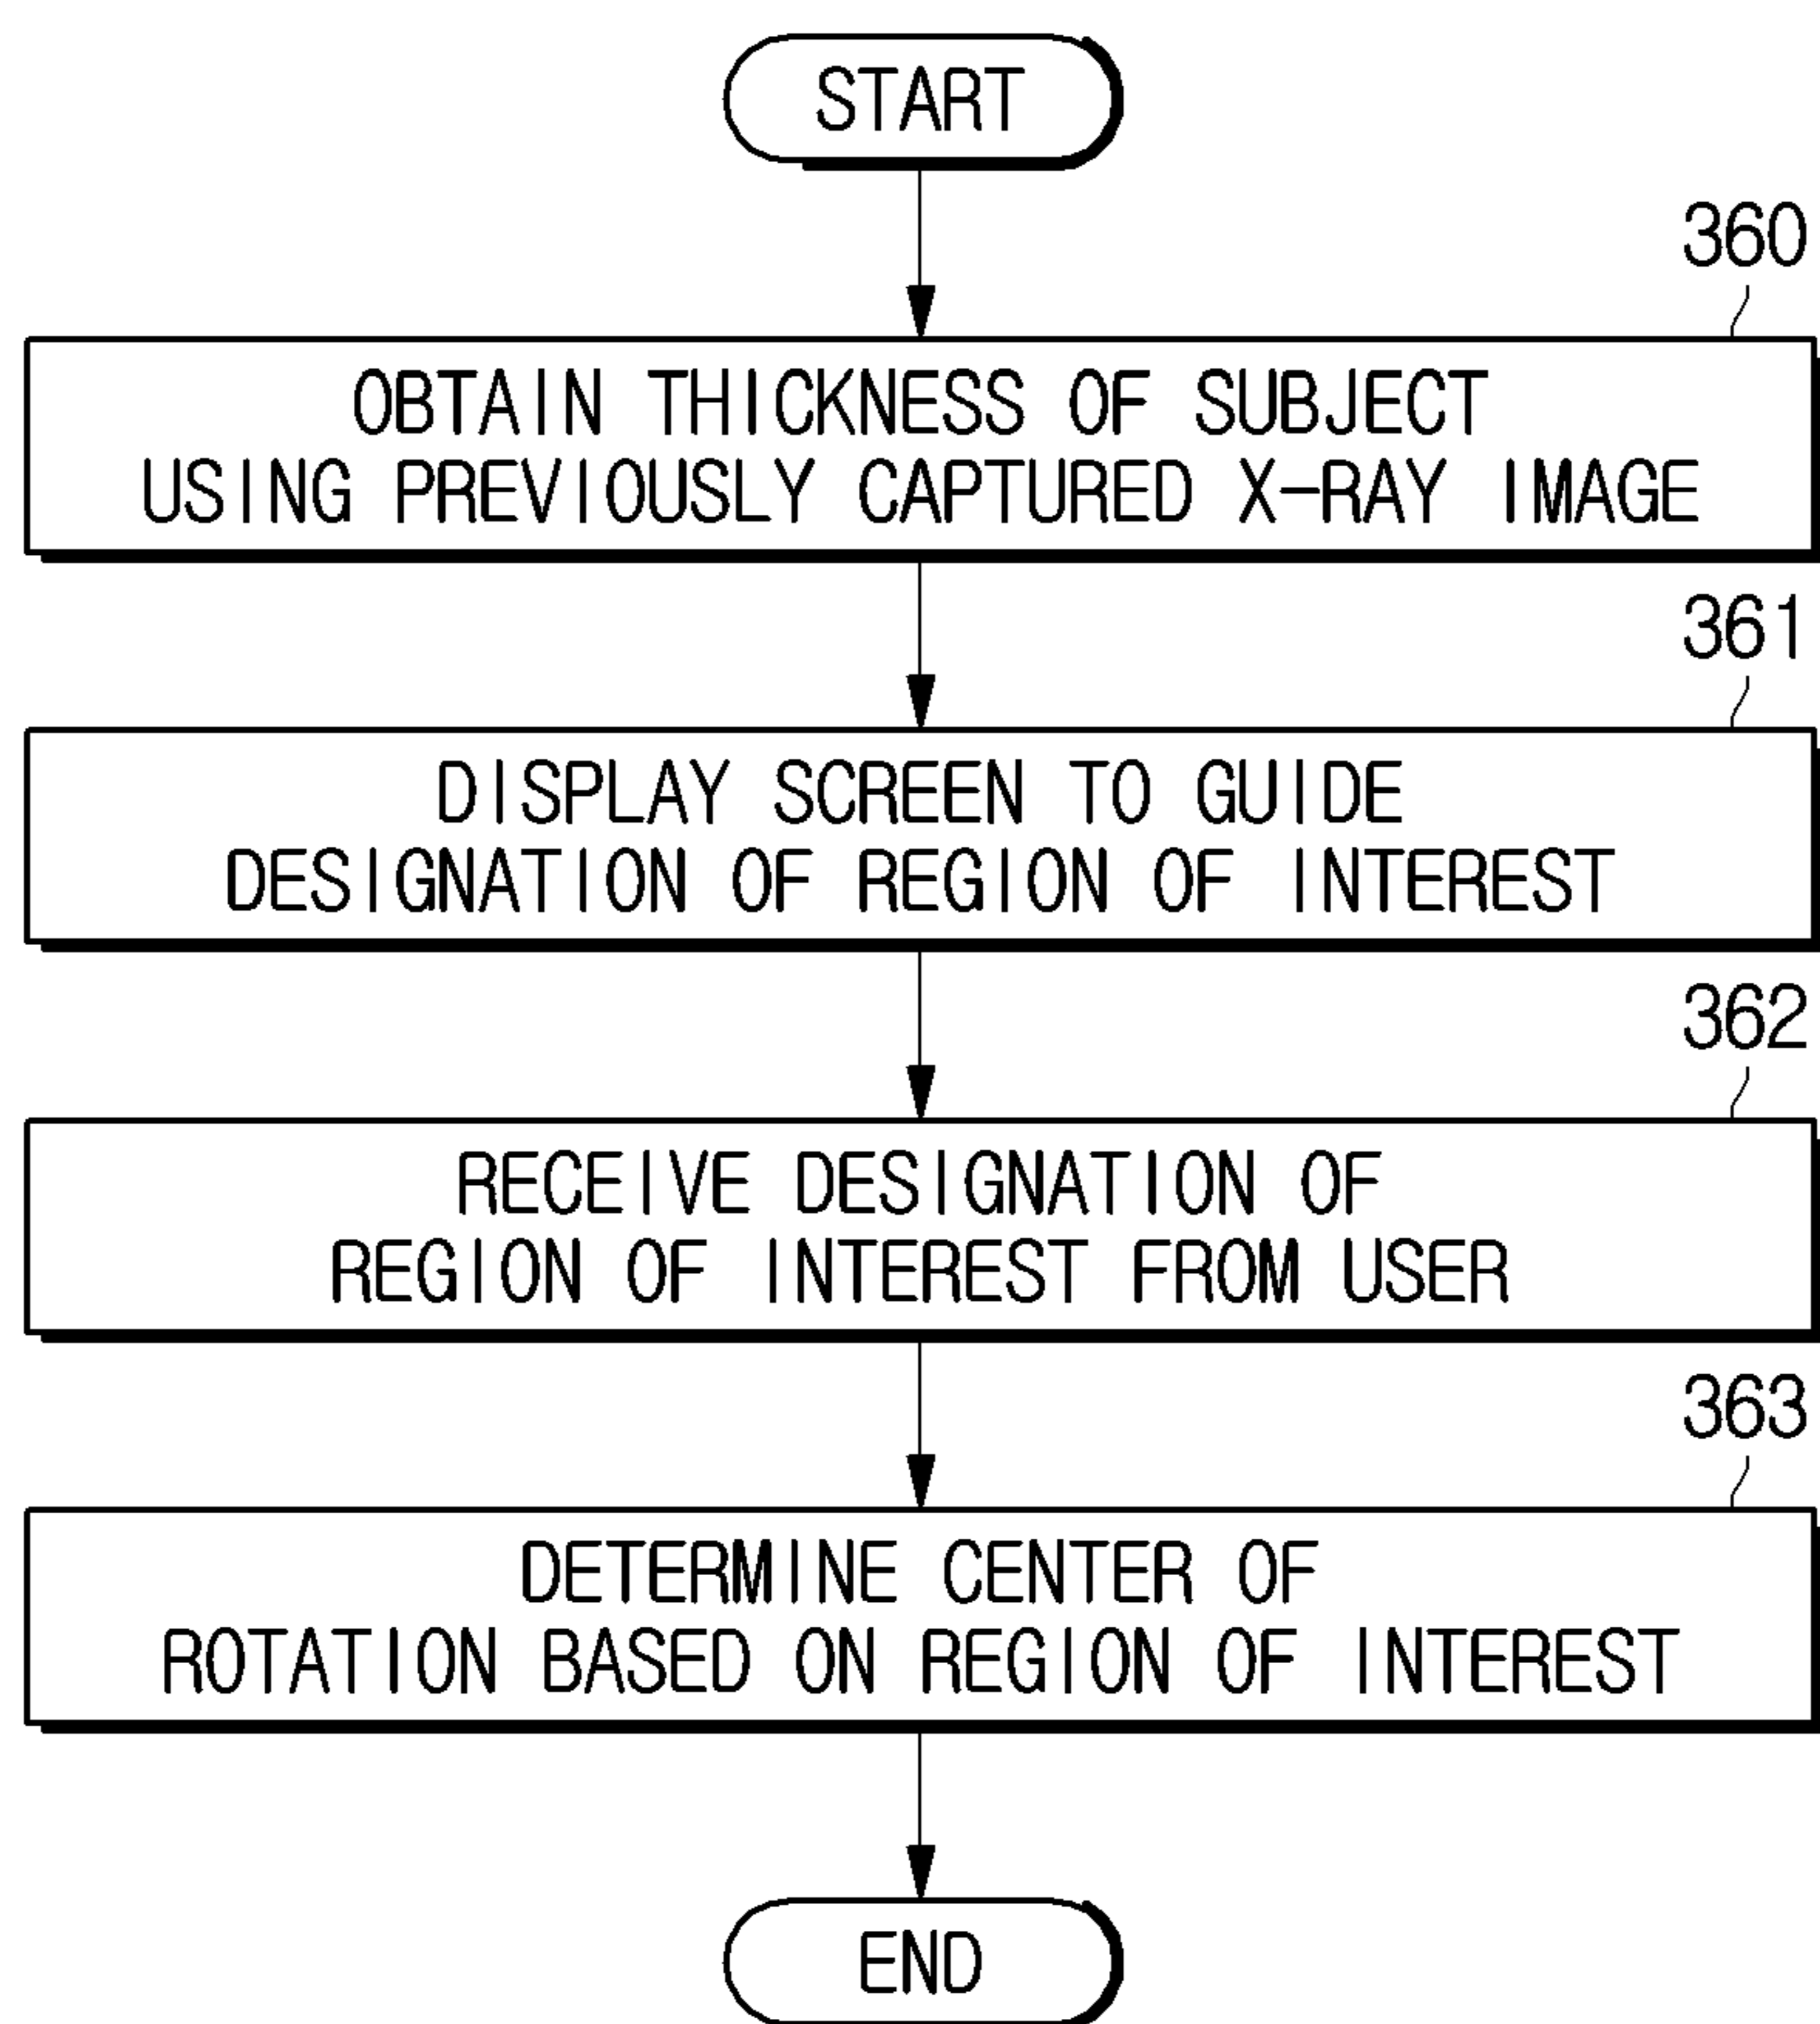 START
360
OBTAIN THICKNESS OF SUBJECT
USING PREVIOUSLY CAPTURED X-RAY IMAGE
361
DISPLAY SCREEN TO GUIDE
DESIGNATION OF REGION OF INTEREST
362
RECEIVE DESIGNATION OF
REGION OF INTEREST FROM USER
363
DETERMINE CENTER OF
ROTATION BASED ON REGION OF INTEREST
END